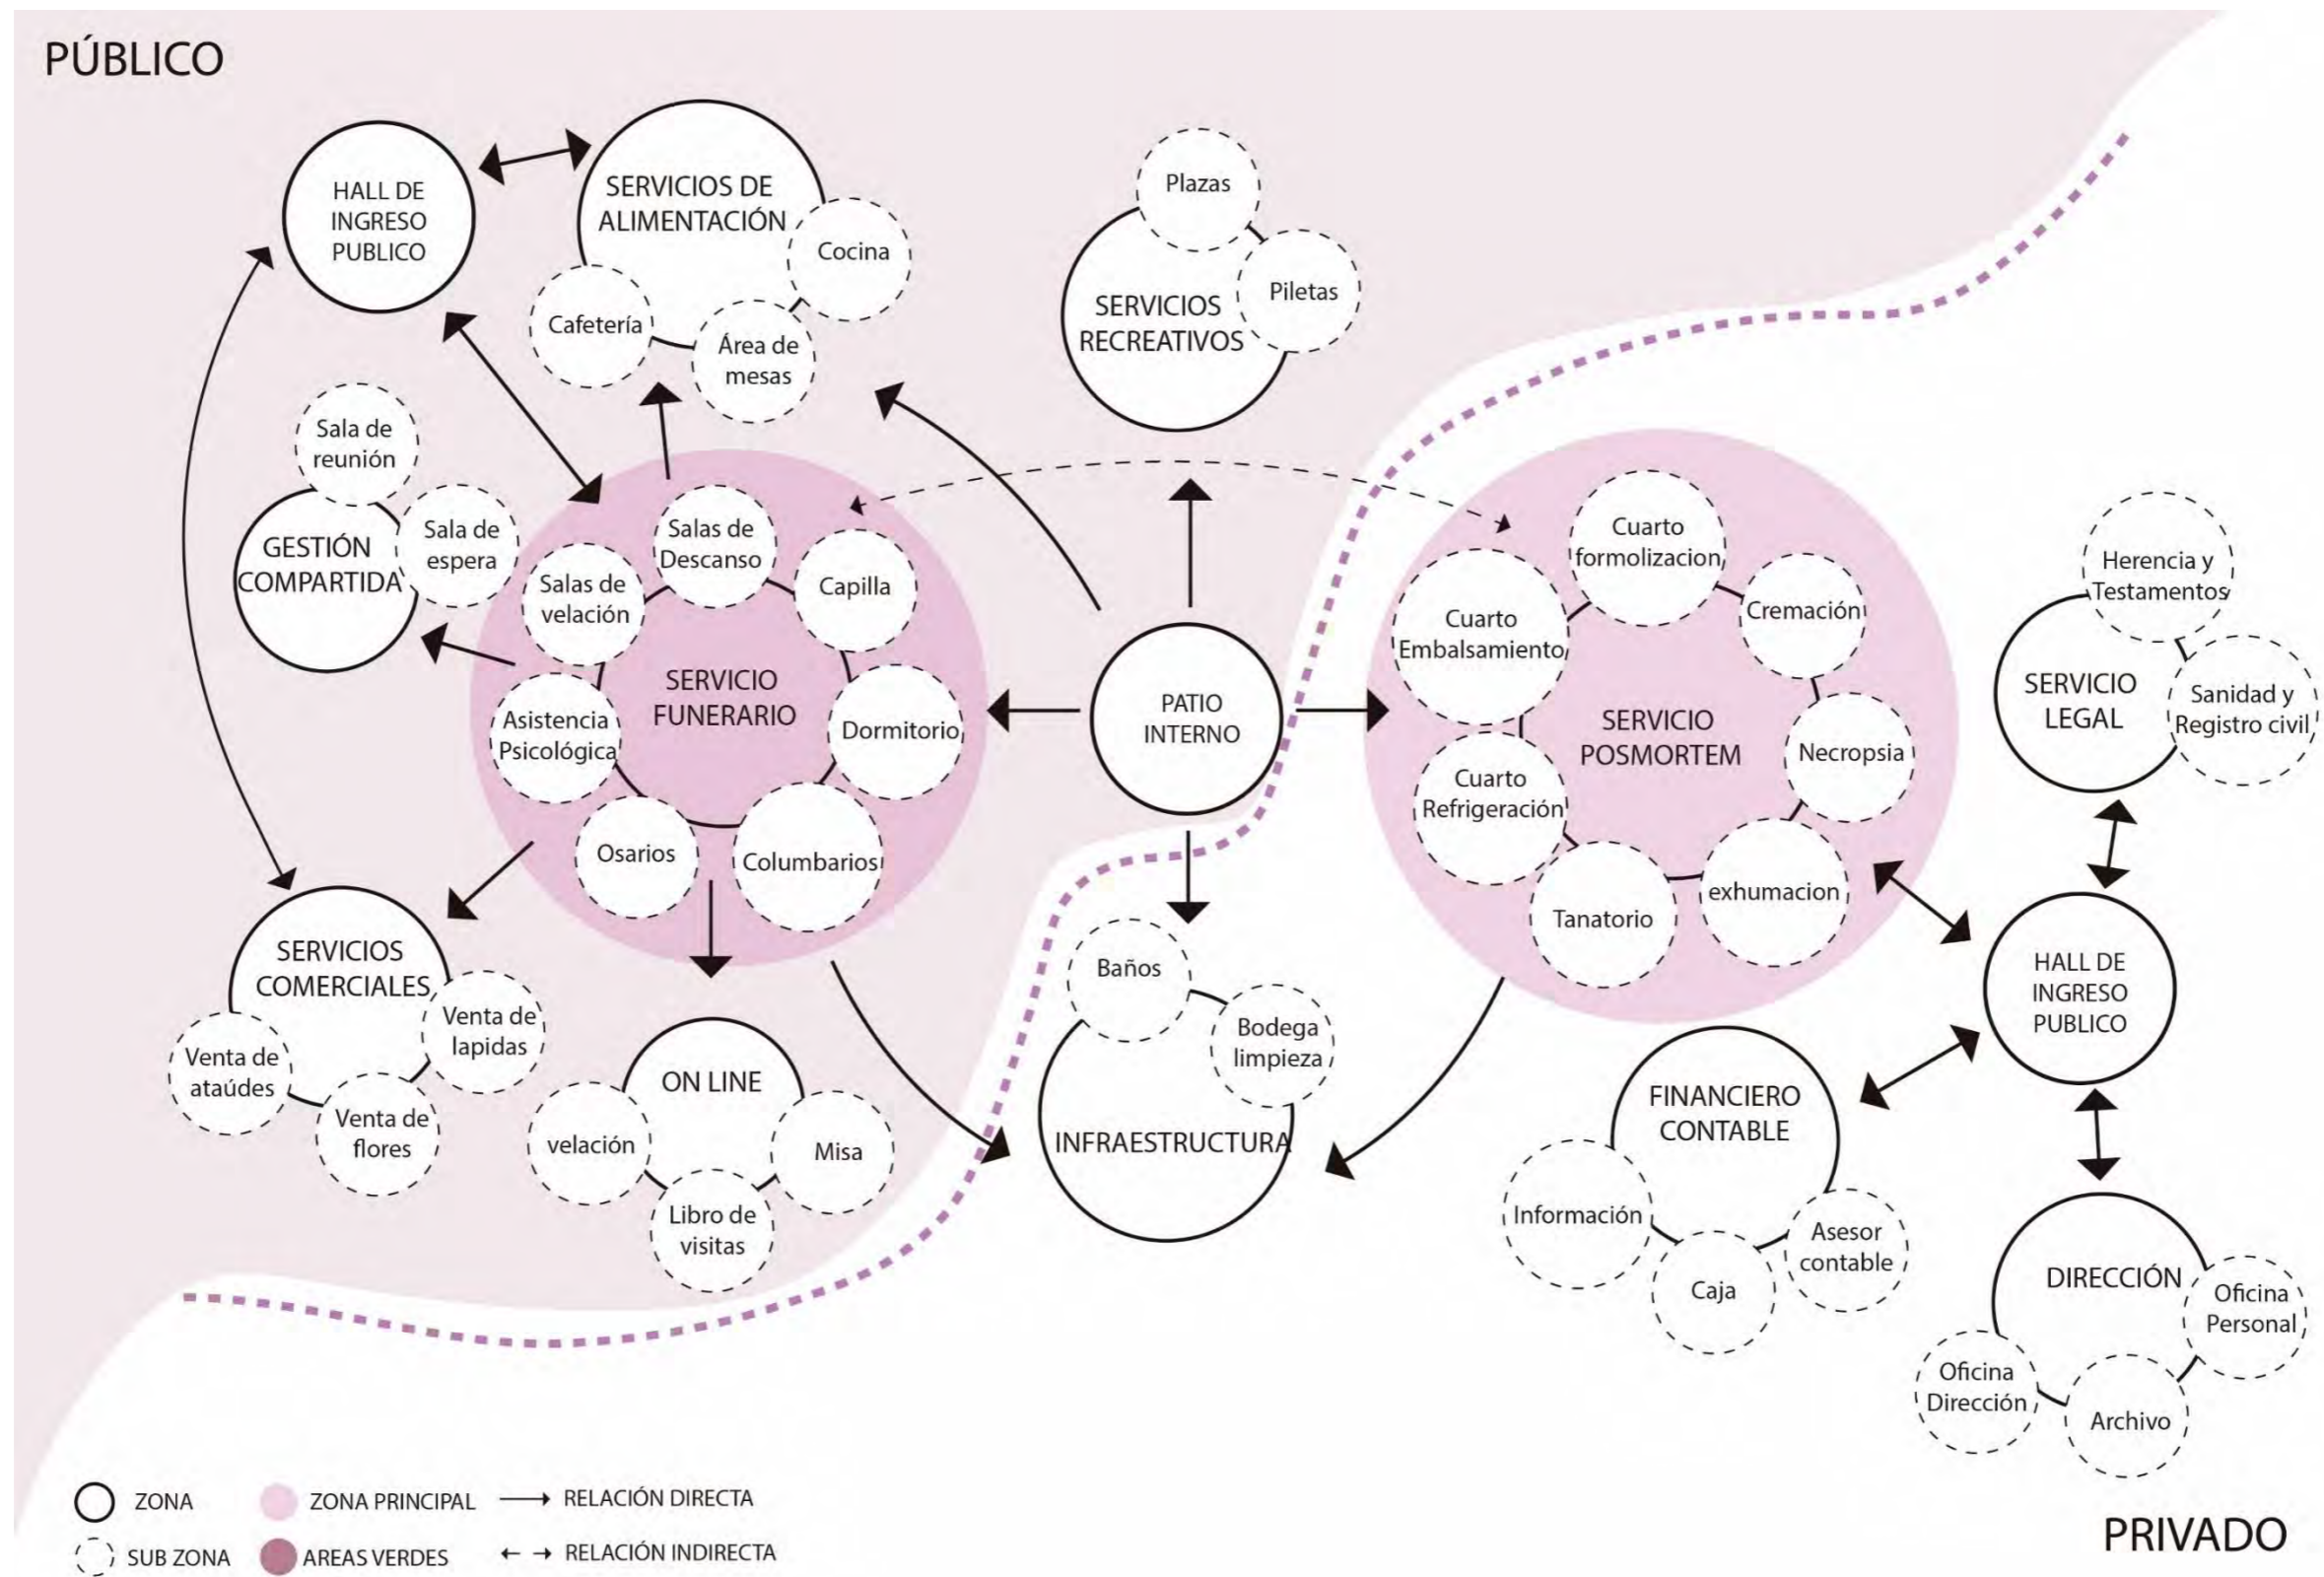 PÚBLICO
HALL DE
INGRESO
PUBLICO
SERVICIOS DE
ALIMENTACIÓN
Cocina
Cafetería
Área de
mesas
Plazas
Piletas
SERVICIOS
RECREATIVOS
Sala de
reunión
Sala de
espera
GESTIÓN
COMPARTIDA
Salas de
Descanso
Salas de
velación
Capilla
SERVICIO
FUNERARIO
Asistencia
Psicológica
Dormitorio
Osarios
Columbarios
PATIO
INTERNO
Cuarto
formolizacion
Cuarto
Embalsamiento
Cremación
SERVICIO
POSMORTEM
Necropsia
Cuarto
Refrigeración
Tanatorio
exhumacion
Herencia y
Testamentos
SERVICIO
LEGAL
Sanidad y
Registro civil
HALL DE
INGRESO
PUBLICO
SERVICIOS
COMERCIALES
Venta de
lapidas
Venta de
ataúdes
Venta de
flores
ON LINE
velación
Misa
Libro de
visitas
Baños
Bodega
limpieza
INFRAESTRUCTURA
FINANCIERO
CONTABLE
Información
Caja
Asesor
contable
DIRECCIÓN
Oficina
Personal
Oficina
Dirección
Archivo
ZONA
ZONA PRINCIPAL
RELACIÓN DIRECTA
SUB ZONA
AREAS VERDES
RELACIÓN INDIRECTA
PRIVADO